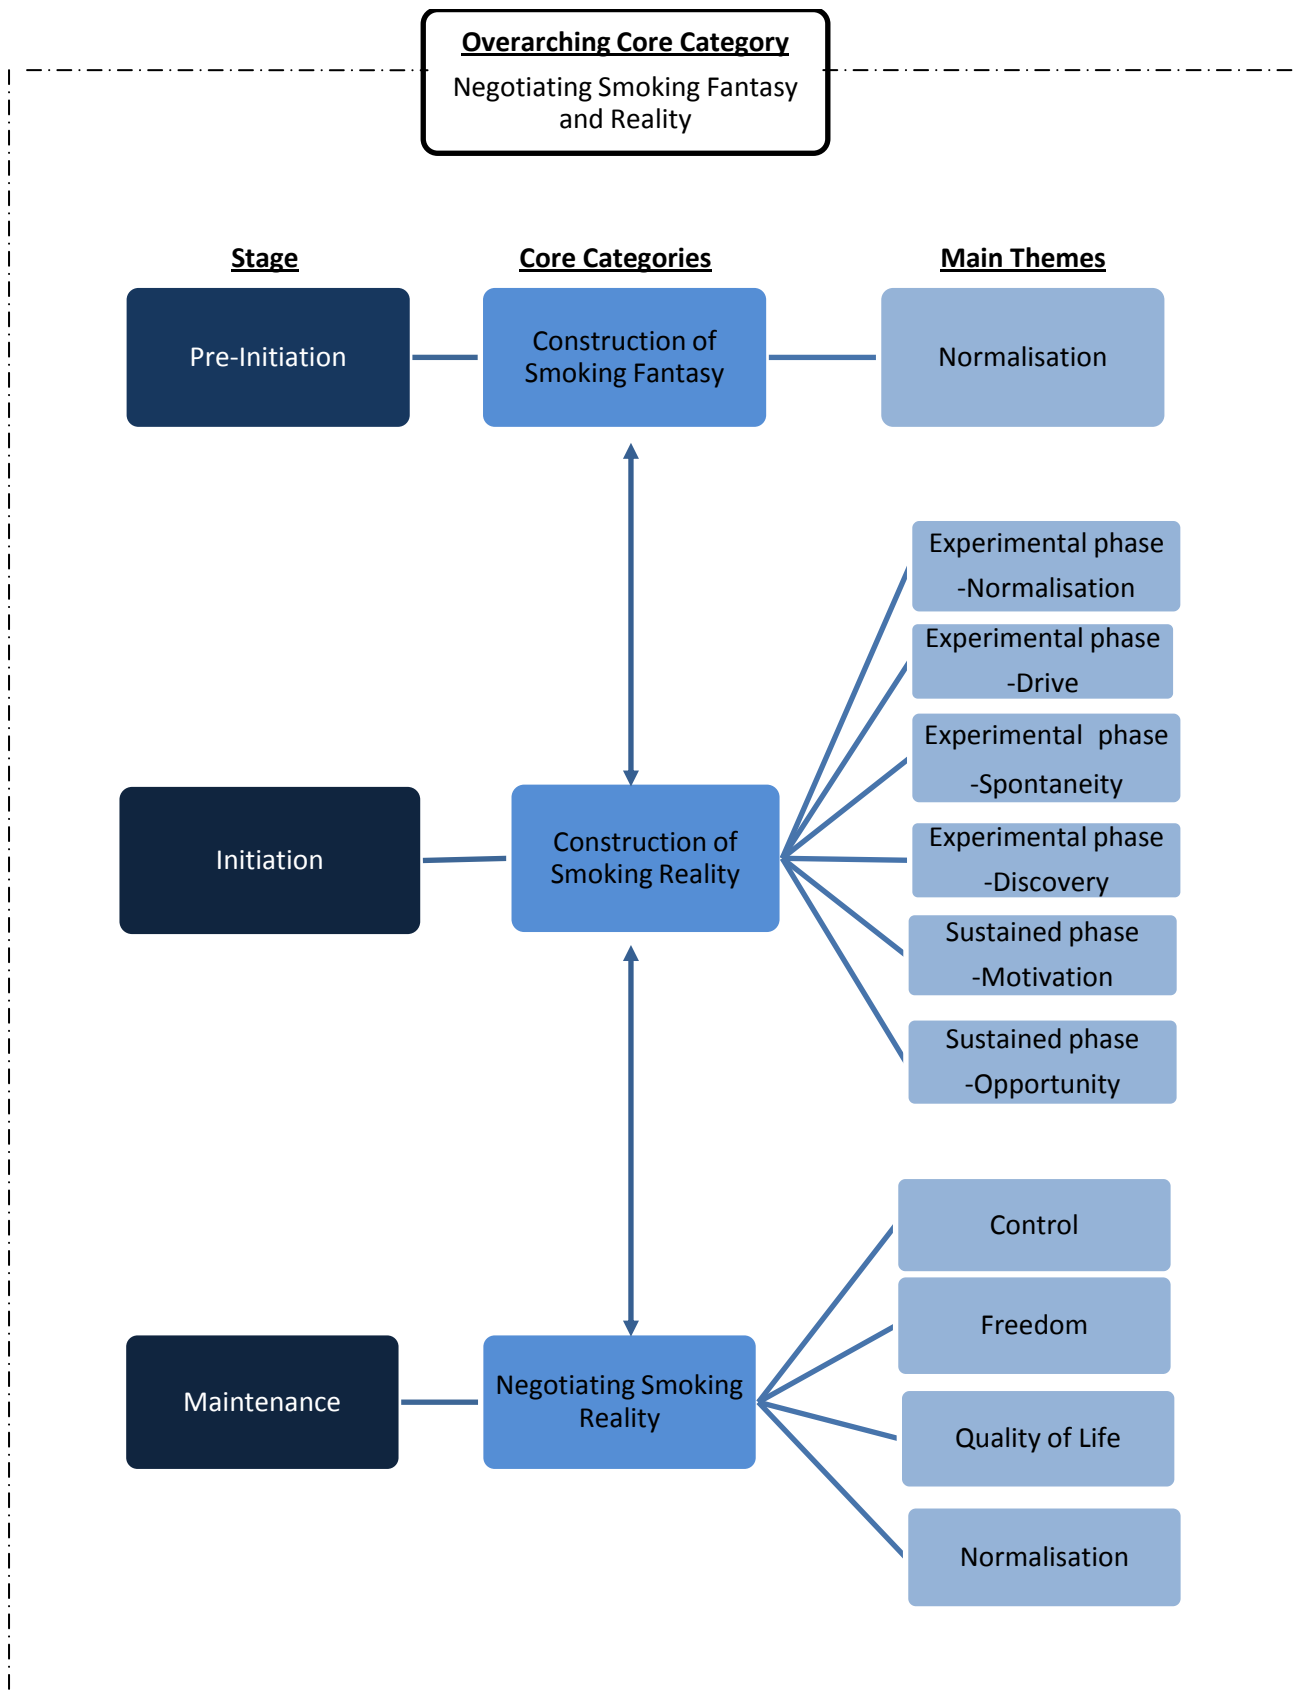 Overarching Core Category
Negotiating Smoking Fantasy
and Reality
Stage
Core Categories
Main Themes
Pre-Initiation
Construction of
Smoking Fantasy
Normalisation
Initiation
Construction of
Smoking Reality
Experimental phase
-Normalisation
Experimental phase
-Drive
Experimental phase
-Spontaneity
Experimental phase
-Discovery
Sustained phase
-Motivation
Sustained phase
-Opportunity
Maintenance
Negotiating Smoking
Reality
Control
Freedom
Quality of Life
Normalisation